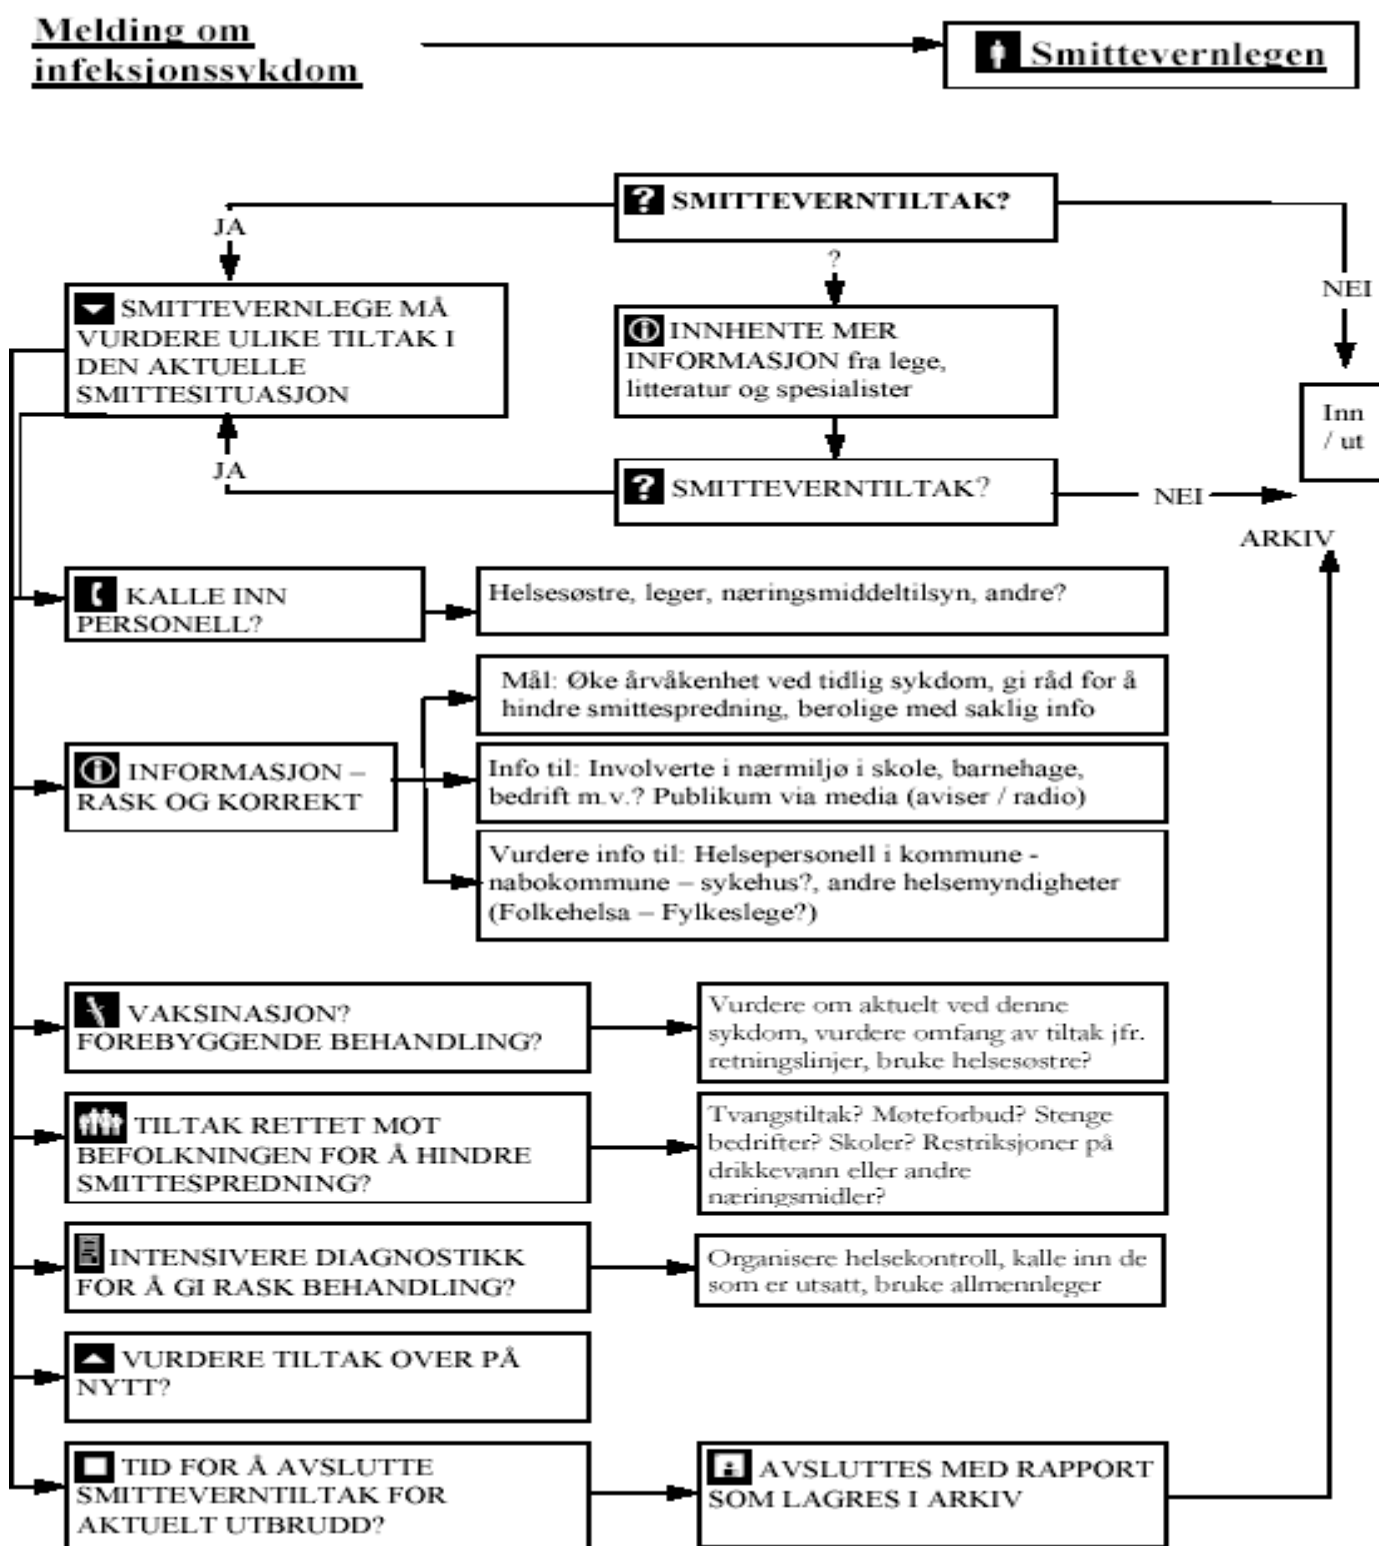 Melding om
infeksjonssykdom
Smittevernlegen
? SMITTEVERNTILTAK?
JA
?
NEI
SMITTEVERNLEGE MÅ
VURDERE ULIKE TILTAK I
DEN AKTUELLE
SMITTESITUASJON
INNHENTE MER
INFORMASJON fra lege,
litteratur og spesialister
Inn
/ ut
JA
? SMITTEVERNTILTAK?
NEI
ARKIV
KALLE INN
PERSONELL?
Helsesøstre, leger, næringsmiddeltilsyn, andre?
Mål: Øke årvåkenhet ved tidlig sykdom, gi råd for å
hindre smittespredning, berolige med saklig info
INFORMASJON –
RASK OG KORREKT
Info til: Involverte i nærmiljø i skole, barnehage,
bedrift m.v.? Publikum via media (aviser / radio)
Vurdere info til: Helsepersonell i kommune -
nabokommune – sykehus?, andre helsemyndigheter
(Folkehelsa – Fylkeslege?)
VAKSINASJON?
FOREBYGGENDE BEHANDLING?
Vurdere om aktuelt ved denne
sykdom, vurdere omfang av tiltak jfr.
retningslinjer, bruke helsesøstre?
TILTAK RETTET MOT
BEFOLKNINGEN FOR Å HINDRE
SMITTESPREDNING?
Tvangstiltak? Møteforbud? Stenge
bedrifter? Skoler? Restriksjoner på
drikkevann eller andre
næringsmidler?
INTENSIVERE DIAGNOSTIKK
FOR Å GI RASK BEHANDLING?
Organisere helsekontroll, kalle inn de
som er utsatt, bruke allmennleger
VURDERE TILTAK OVER PÅ
NYTT?
TID FOR Å AVSLUTTE
SMITTEVERNTILTAK FOR
AKTUELT UTBRUDD?
AVSLUTTES MED RAPPORT
SOM LAGRES I ARKIV